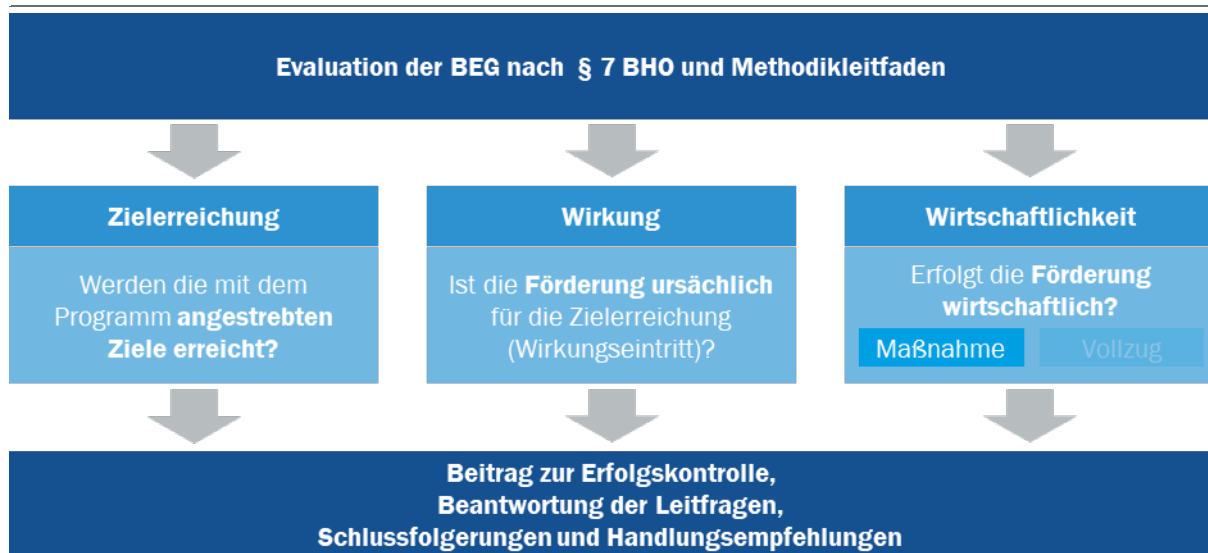 Evaluation der BEG nach § 7 BHO und Methodikleitfaden
Zielerreichung
Werden die mit dem
Programm angestrebten
Ziele erreicht?
Wirkung
Ist die Förderung ursächlich
für die Zielerreichung
(Wirkungseintritt)?
Wirtschaftlichkeit
Erfolgt die Förderung
wirtschaftlich?
Maßnahme
Vollzug
Beitrag zur Erfolgskontrolle,
Beantwortung der Leitfragen,
Schlussfolgerungen und Handlungsempfehlungen